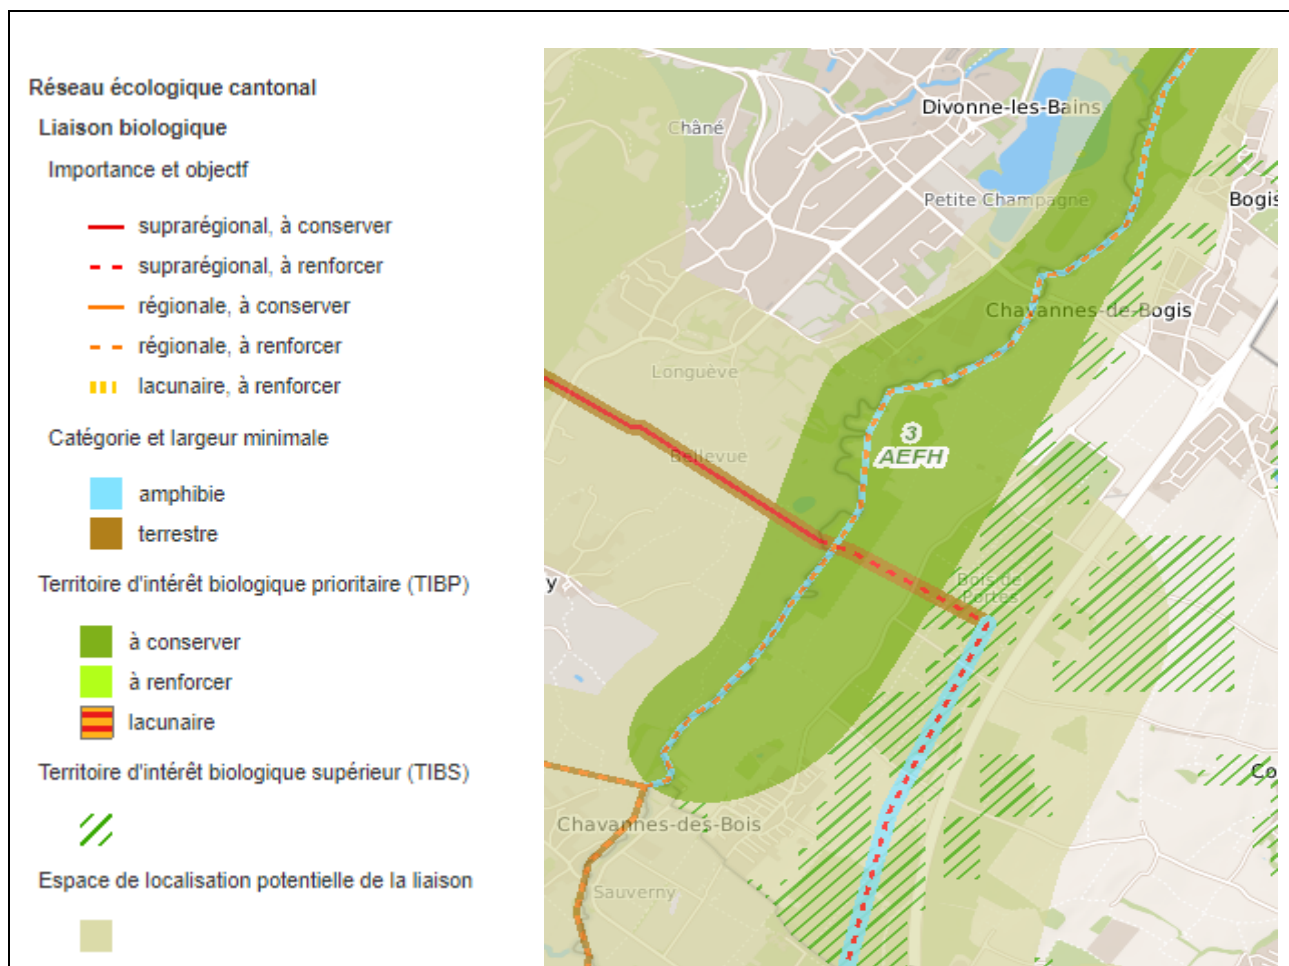 Réseau écologique cantonal
Liaison biologique
Importance et objectf
suprarégional, à conserver
suprarégional, à renforcer
régionale, à conserver
régionale, à renforcer
lacunaire, à renforcer
Catégorie et largeur minimale
amphibie
terrestre
Territoire d'intérêt biologique prioritaire (TIBP)
à conserver
à renforcer
lacunaire
Territoire d'intérêt biologique supérieur (TIBS)
Espace de localisation potentielle de la liaison
Divonne-les-Bains
Châné
Petite Champagne
Bogis
Chavannes-de-Bogis
Longuève
Bellevue
3
AEFH
Bois de
Portes
y
Co
Chavannes-des-Bois
Sauverny